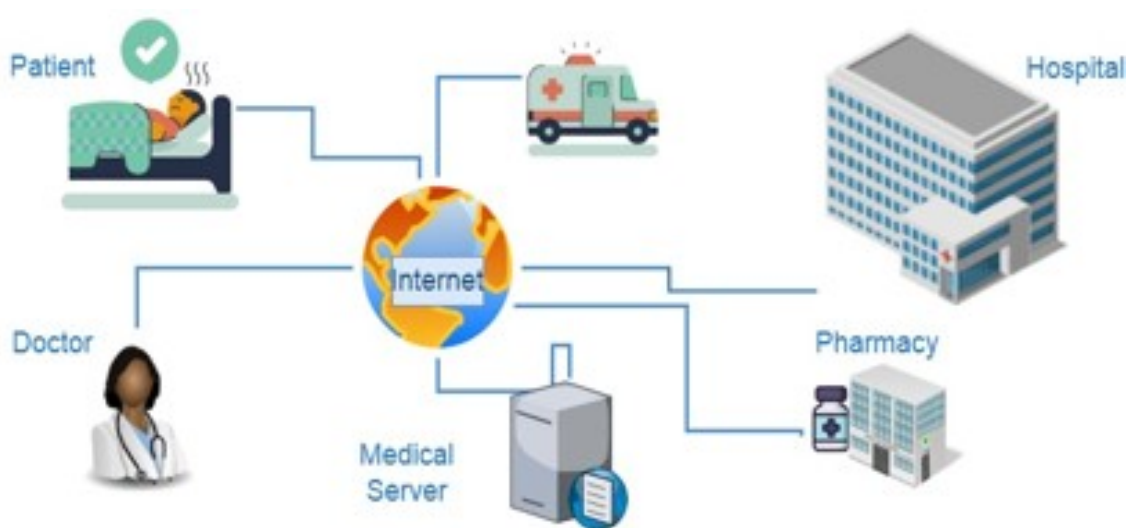 Patient
Hospital
Internet
Doctor
Pharmacy
Medical
Server